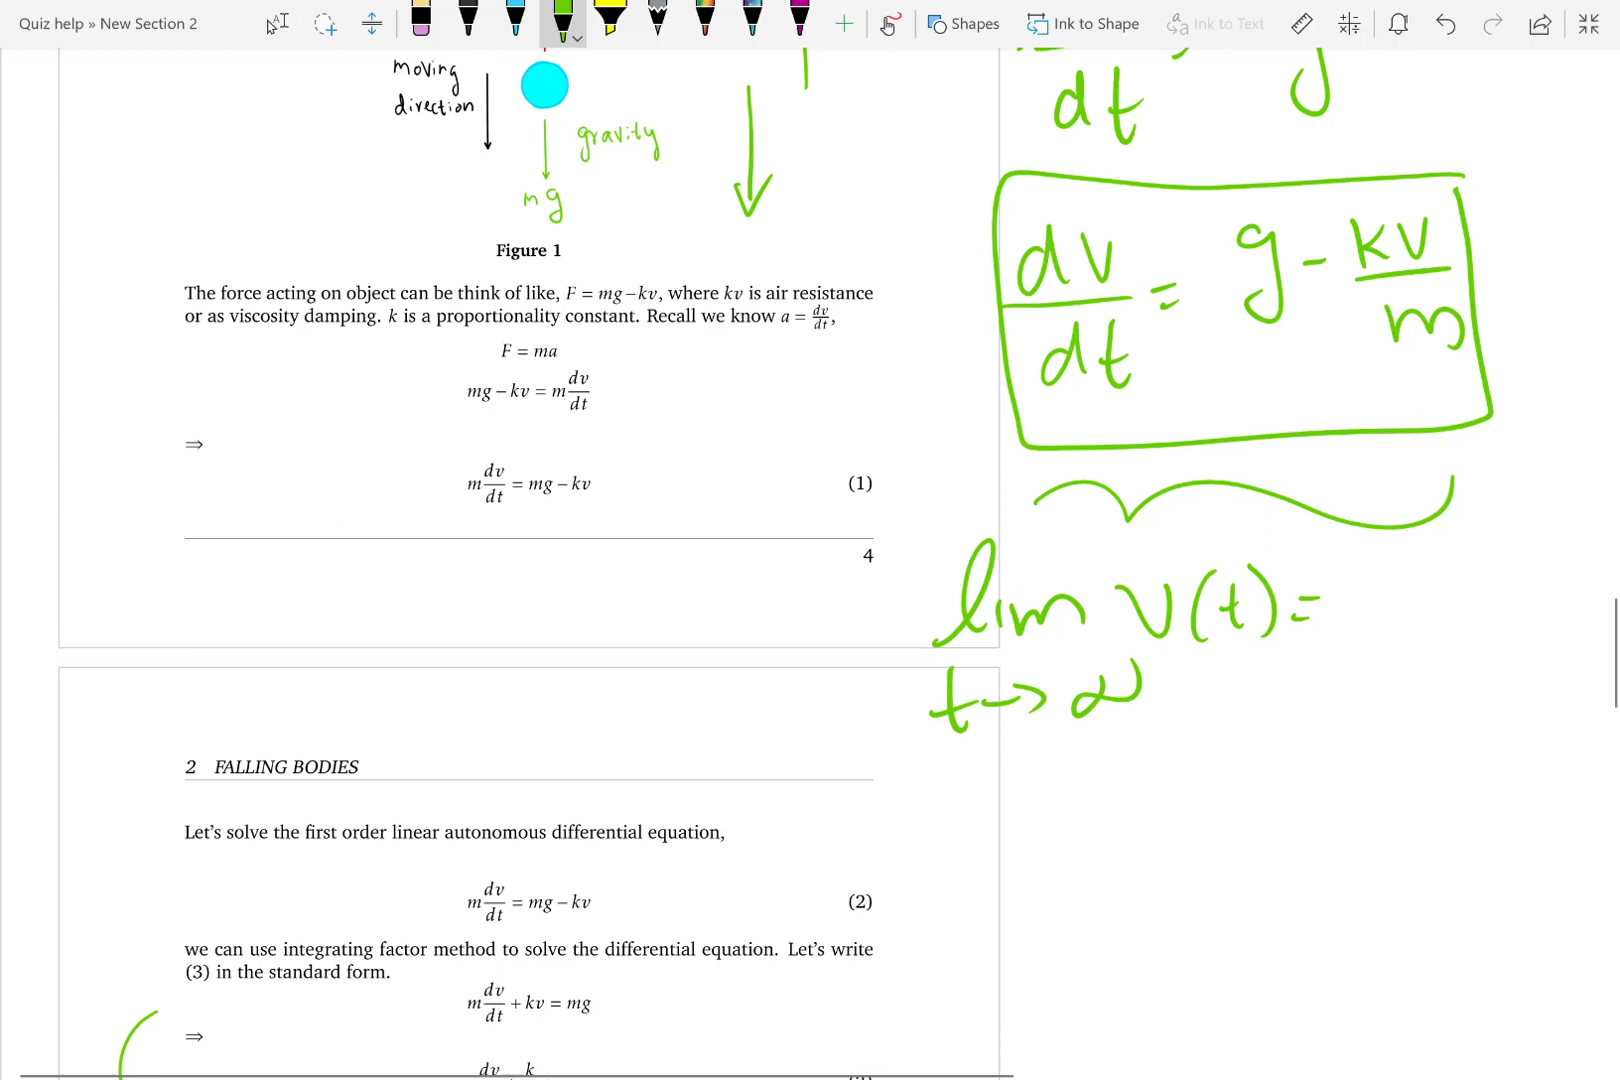 Quiz help » New Section 2
Shapes
Ink to Shape
Ink to Text
moving
direction
gravity
mg
Figure 1
The force acting on object can be think of like, F = mg − kv, where kv is air resistance
or as viscosity damping. k is a proportionality constant. Recall we know a = dv/dt,
F = ma
mg − kv = m dv/dt
⇒
m dv/dt = mg − kv (1)
4
dt
dv/dt = g − kv/m
lim v(t) =
t→∞
2 FALLING BODIES
Let's solve the first order linear autonomous differential equation,
m dv/dt = mg − kv (2)
we can use integrating factor method to solve the differential equation. Let's write
(3) in the standard form.
m dv/dt + kv = mg
⇒
dv k